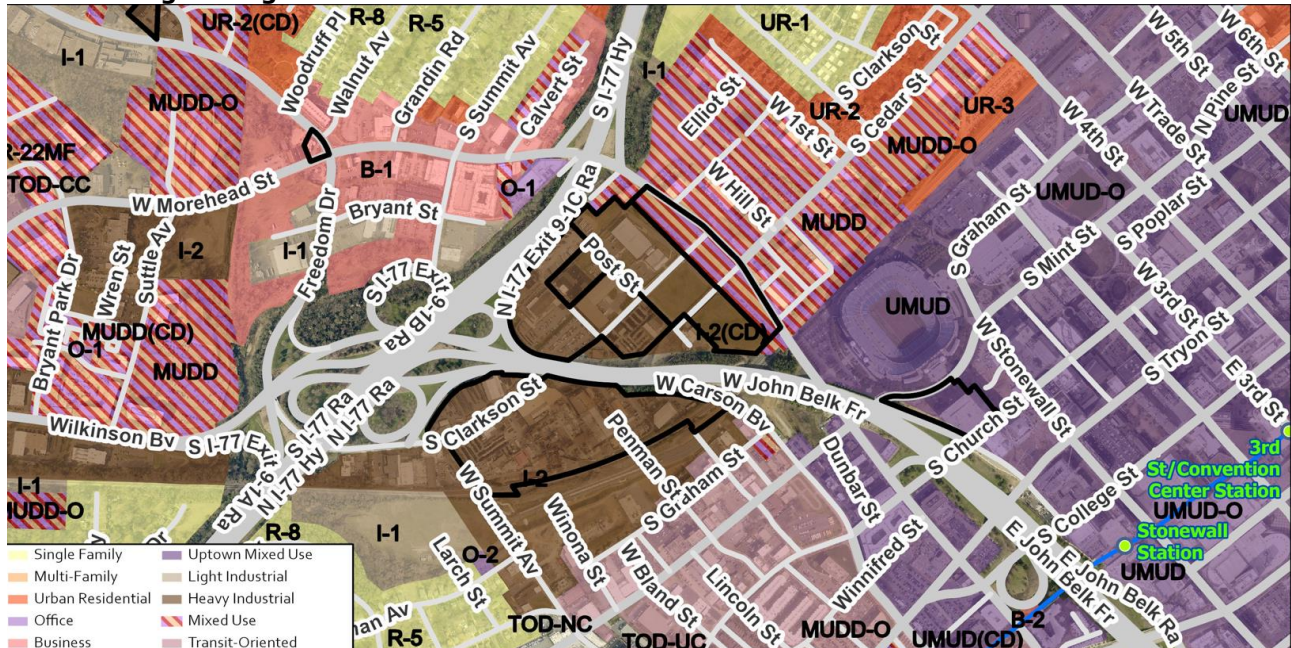 UR-2(CD)
R-8
R-5
UR-1
I-1
Woodruff Pl
Walnut Av
Grandin Rd
S Summit Av
Calvert St
S I-77 Hy
I-1
S Clarkson St
W 5th St
W 6th St
MUDD-O
Elliot St
W 1st St
UR-2
S Cedar St
UR-3
W Trade St
N Pine St
UMUD
W 4th St
MUDD-O
R-22MF
TOD-CC
B-1
O-1
W Morehead St
W Hill St
UMUD-O
Bryant St
MUDD
S Graham St
S Poplar St
I-2
I-1
Freedom Dr
N I-77 Exit 9-1C Ra
Post St
S Mint St
W 3rd St
Bryant Park Dr
Wren St
Suttle Av
S I-77 Exit 9-1B Ra
UMUD
MUDD(CD)
O-1
I-2(CD)
S Tryon St
MUDD
W Stonewall St
E 3rd St
W John Belk Fr
W Carson Bv
Wilkinson Bv
S I-77 Exit 9-1A Ra
S I-77 Ra
N I-77 Ra
S Clarkson St
S Church St
3rd
St/Convention
Center Station
N I-77 Hy
I-2
Penman St
S Graham St
Dunbar St
S College St
UMUD-O
I-1
MUDD-O
W Summit Av
Stonewall
Station
R-8
I-1
O-2
Winona St
W Bland St
Winnifred St
E John Belk Ra
UMUD
Larch St
Lincoln St
E John Belk Fr
B-2
R-5
TOD-NC
TOD-UC
MUDD-O
UMUD(CD)
Single Family
Multi-Family
Urban Residential
Office
Business
Uptown Mixed Use
Light Industrial
Heavy Industrial
Mixed Use
Transit-Oriented